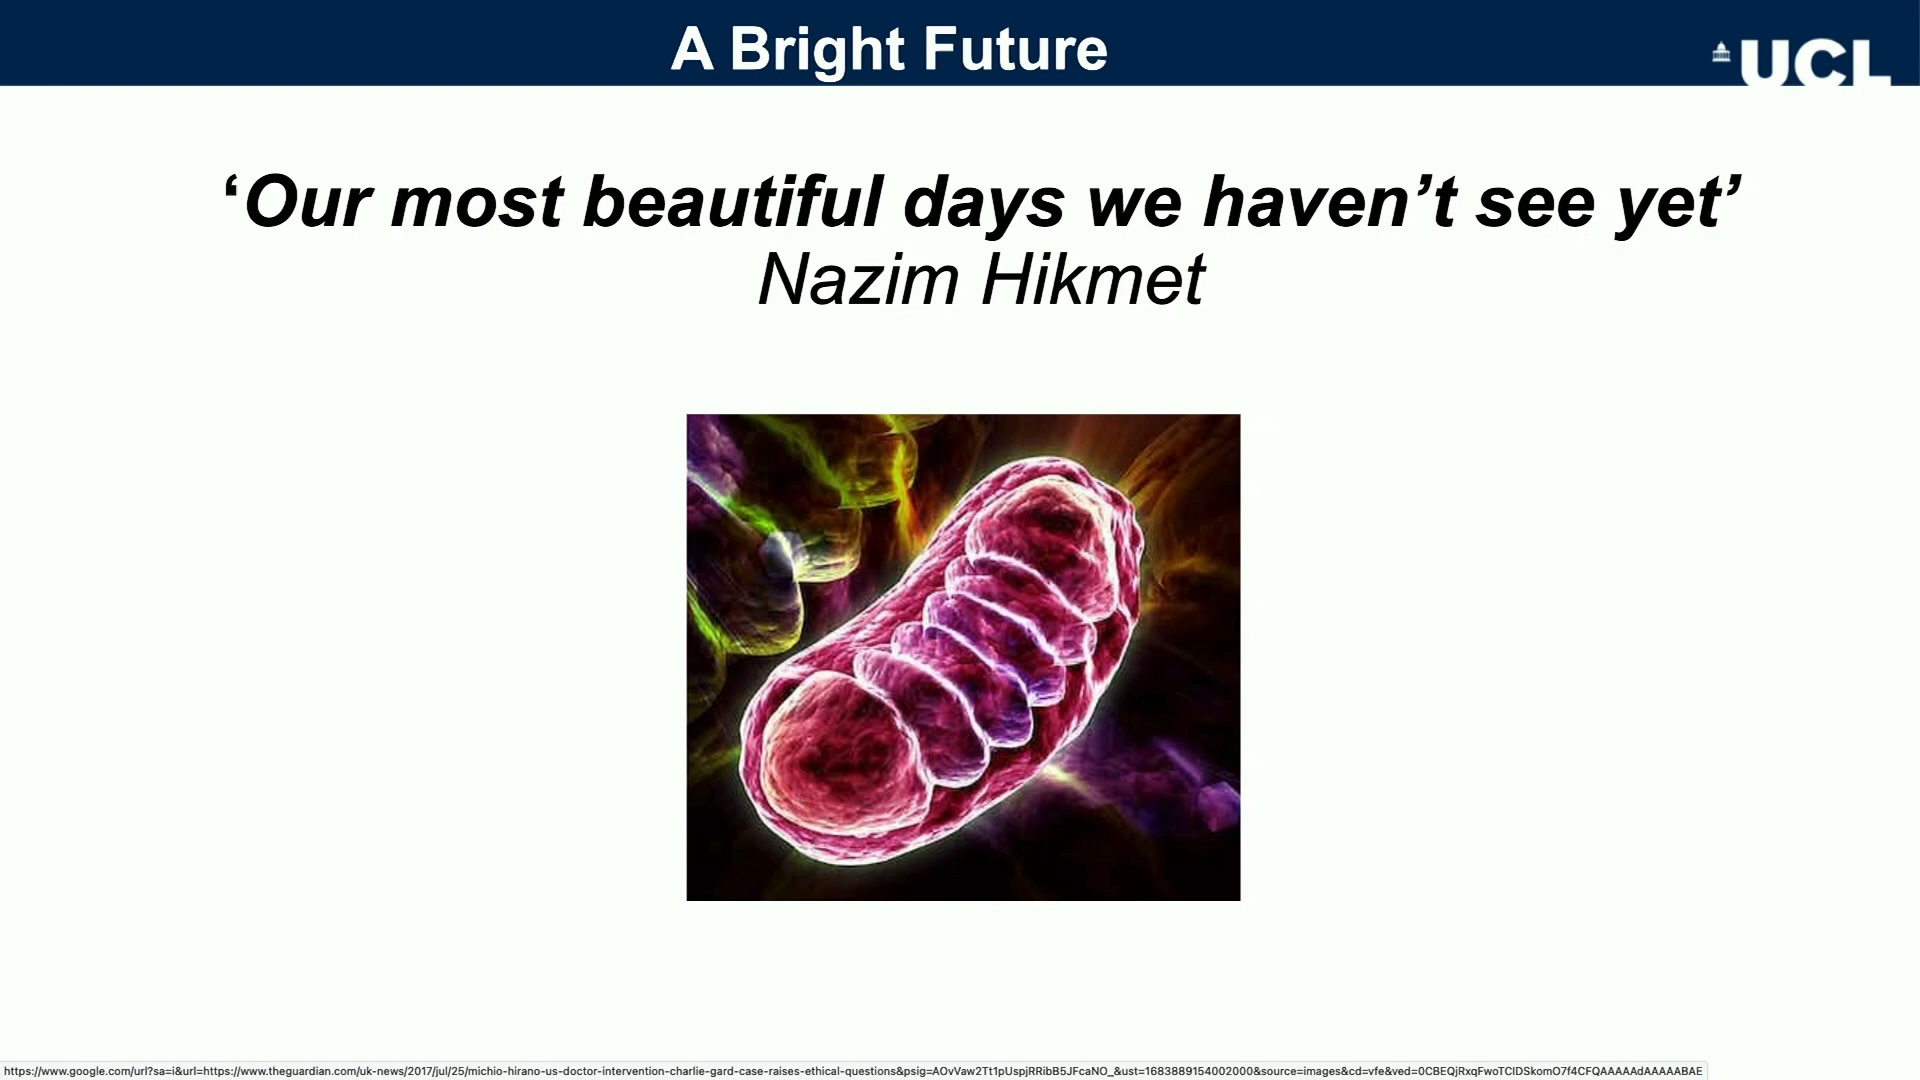 A Bright Future
UCL
‘Our most beautiful days we haven’t see yet’
Nazim Hikmet
https://www.google.com/url?sa=i&url=https://www.theguardian.com/uk-news/2017/jul/25/michio-hirano-us-doctor-intervention-charlie-gard-case-raises-ethical-questions&psig=AOvVaw2Tt1pUspjRRibB5JFcaNO_&ust=1683889154002000&source=images&cd=vfe&ved=0CBEQjRxqFwoTCIDSkomO7f4CFQAAAAAdAAAAABAE